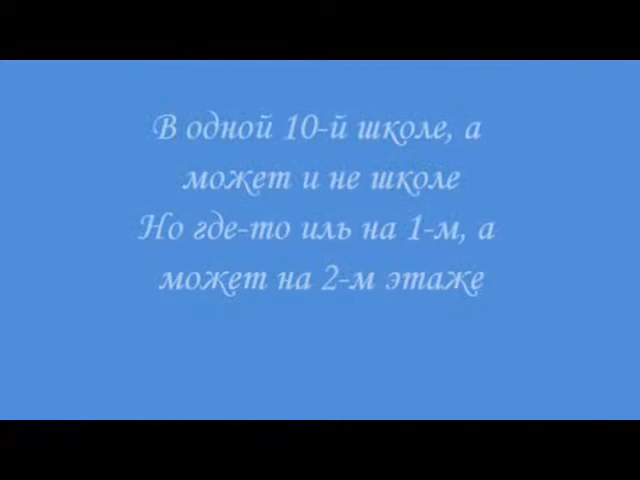 В одной 10-й школе, а
может и не школе
Но где-то иль на 1-м, а
может на 2-м этаже